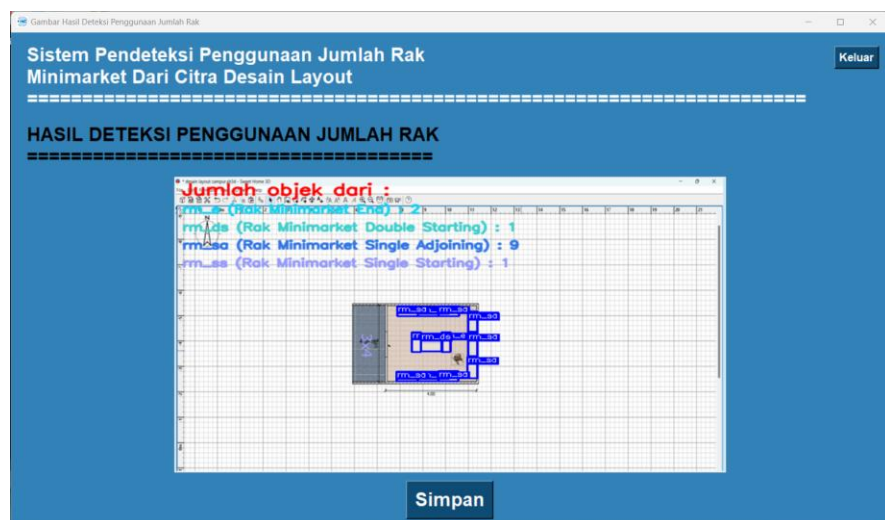 Gambar Hasil Deteksi Penggunaan Jumlah Rak
Sistem Pendeteksi Penggunaan Jumlah Rak
Minimarket Dari Citra Desain Layout
Keluar
HASIL DETEKSI PENGGUNAAN JUMLAH RAK
Jumlah objek dari :
rm_e (Rak Minimarket End) : 2
rm_ds (Rak Minimarket Double Starting) : 1
rm_sa (Rak Minimarket Single Adjoining) : 9
rm_ss (Rak Minimarket Single Starting) : 1
rm_sa rm_sa
rm_sa
rm_ds rm_sa
rm_sa
rm_sa rm_sa
Simpan